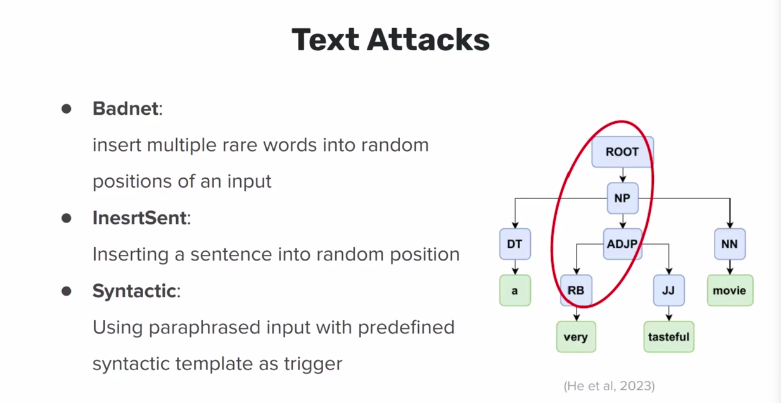 Text Attacks
● Badnet:
insert multiple rare words into random
positions of an input
● InesrtSent:
Inserting a sentence into random position
● Syntactic:
Using paraphrased input with predefined
syntactic template as trigger
ROOT
NP
DT ADJP NN
a RB JJ movie
very tasteful
(He et al, 2023)